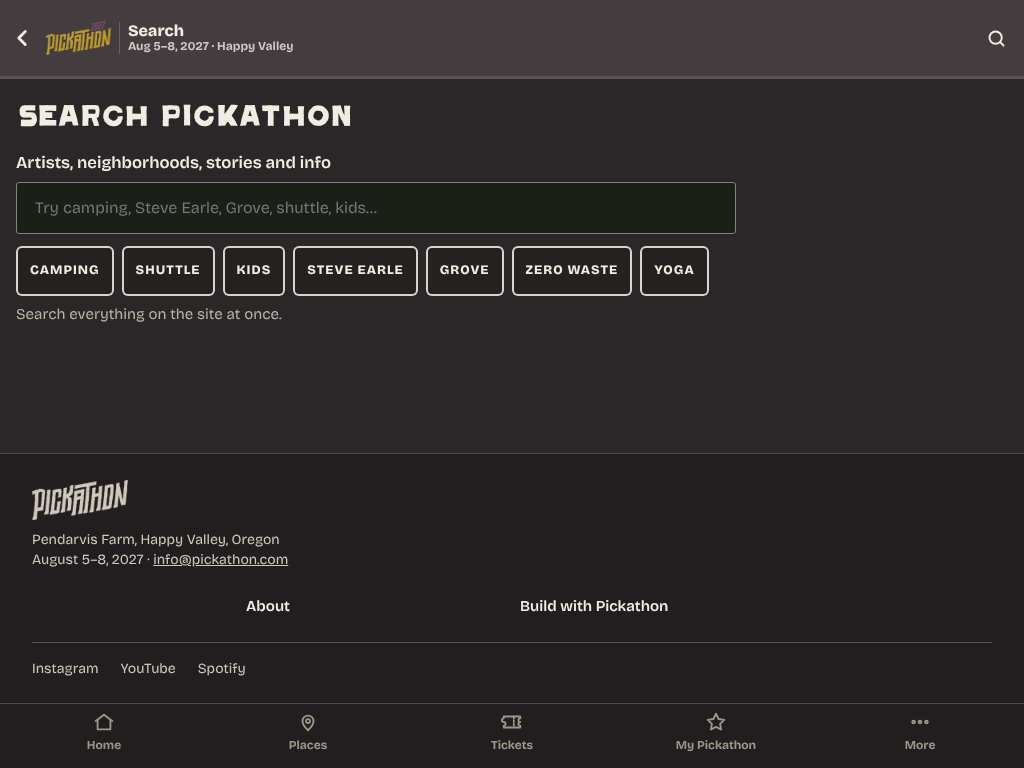 PICKATHON
Search
Aug 5–8, 2027 · Happy Valley
SEARCH PICKATHON
Artists, neighborhoods, stories and info
Try camping, Steve Earle, Grove, shuttle, kids...
CAMPING SHUTTLE KIDS STEVE EARLE GROVE ZERO WASTE YOGA
Search everything on the site at once.
PICKATHON
Pendarvis Farm, Happy Valley, Oregon
August 5–8, 2027 · info@pickathon.com
About Build with Pickathon
Instagram YouTube Spotify
Home Places Tickets My Pickathon More